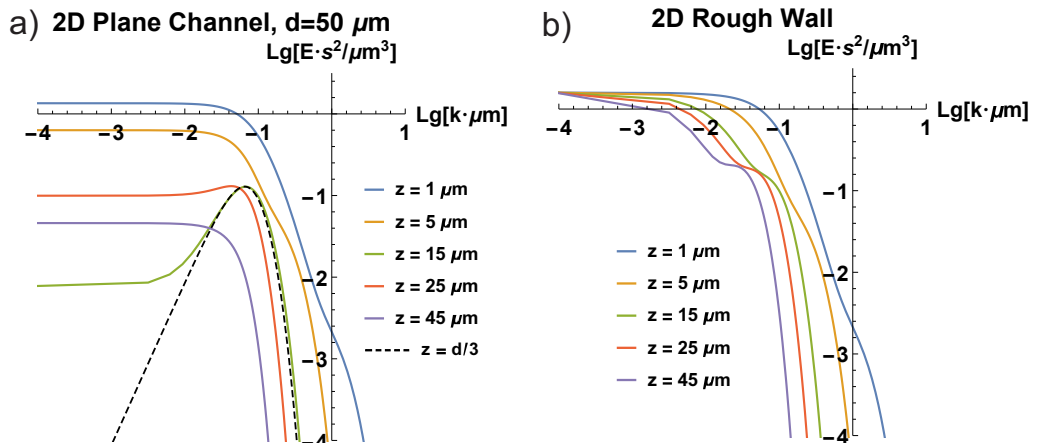 a) 2D Plane Channel, d=50 μm
Lg[E·s²/μm³]
Lg[k·μm]
−4 −3 −2 −1 1
−1
−2
−3
−4
z = 1 μm
z = 5 μm
z = 15 μm
z = 25 μm
z = 45 μm
z = d/3
b) 2D Rough Wall
Lg[E·s²/μm³]
Lg[k·μm]
−4 −3 −2 −1 1
−1
−2
−3
−4
z = 1 μm
z = 5 μm
z = 15 μm
z = 25 μm
z = 45 μm